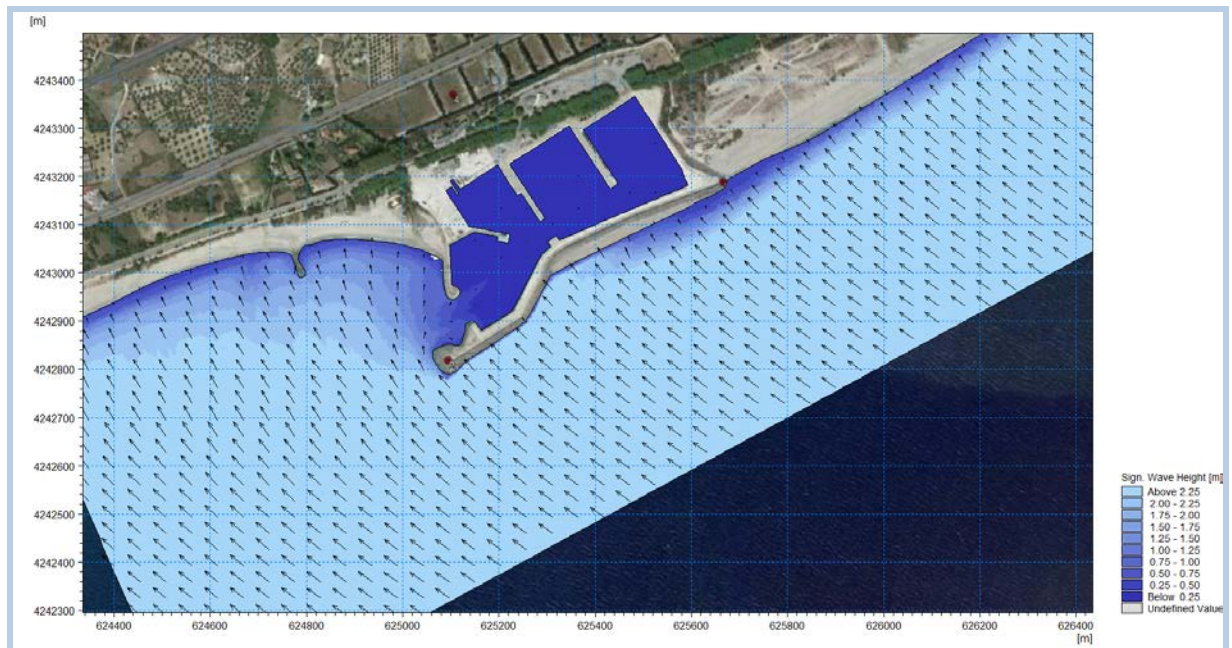 [m]
4243400
4243300
4243200
4243100
4243000
4242900
4242800
4242700
4242600
4242500
4242400
4242300
624400 624600 624800 625000 625200 625400 625600 625800 626000 626200 626400
[m]
Sign. Wave Height [m]
Above 2.25
2.00 - 2.25
1.75 - 2.00
1.50 - 1.75
1.25 - 1.50
1.00 - 1.25
0.75 - 1.00
0.50 - 0.75
0.25 - 0.50
Below 0.25
Undefined Value